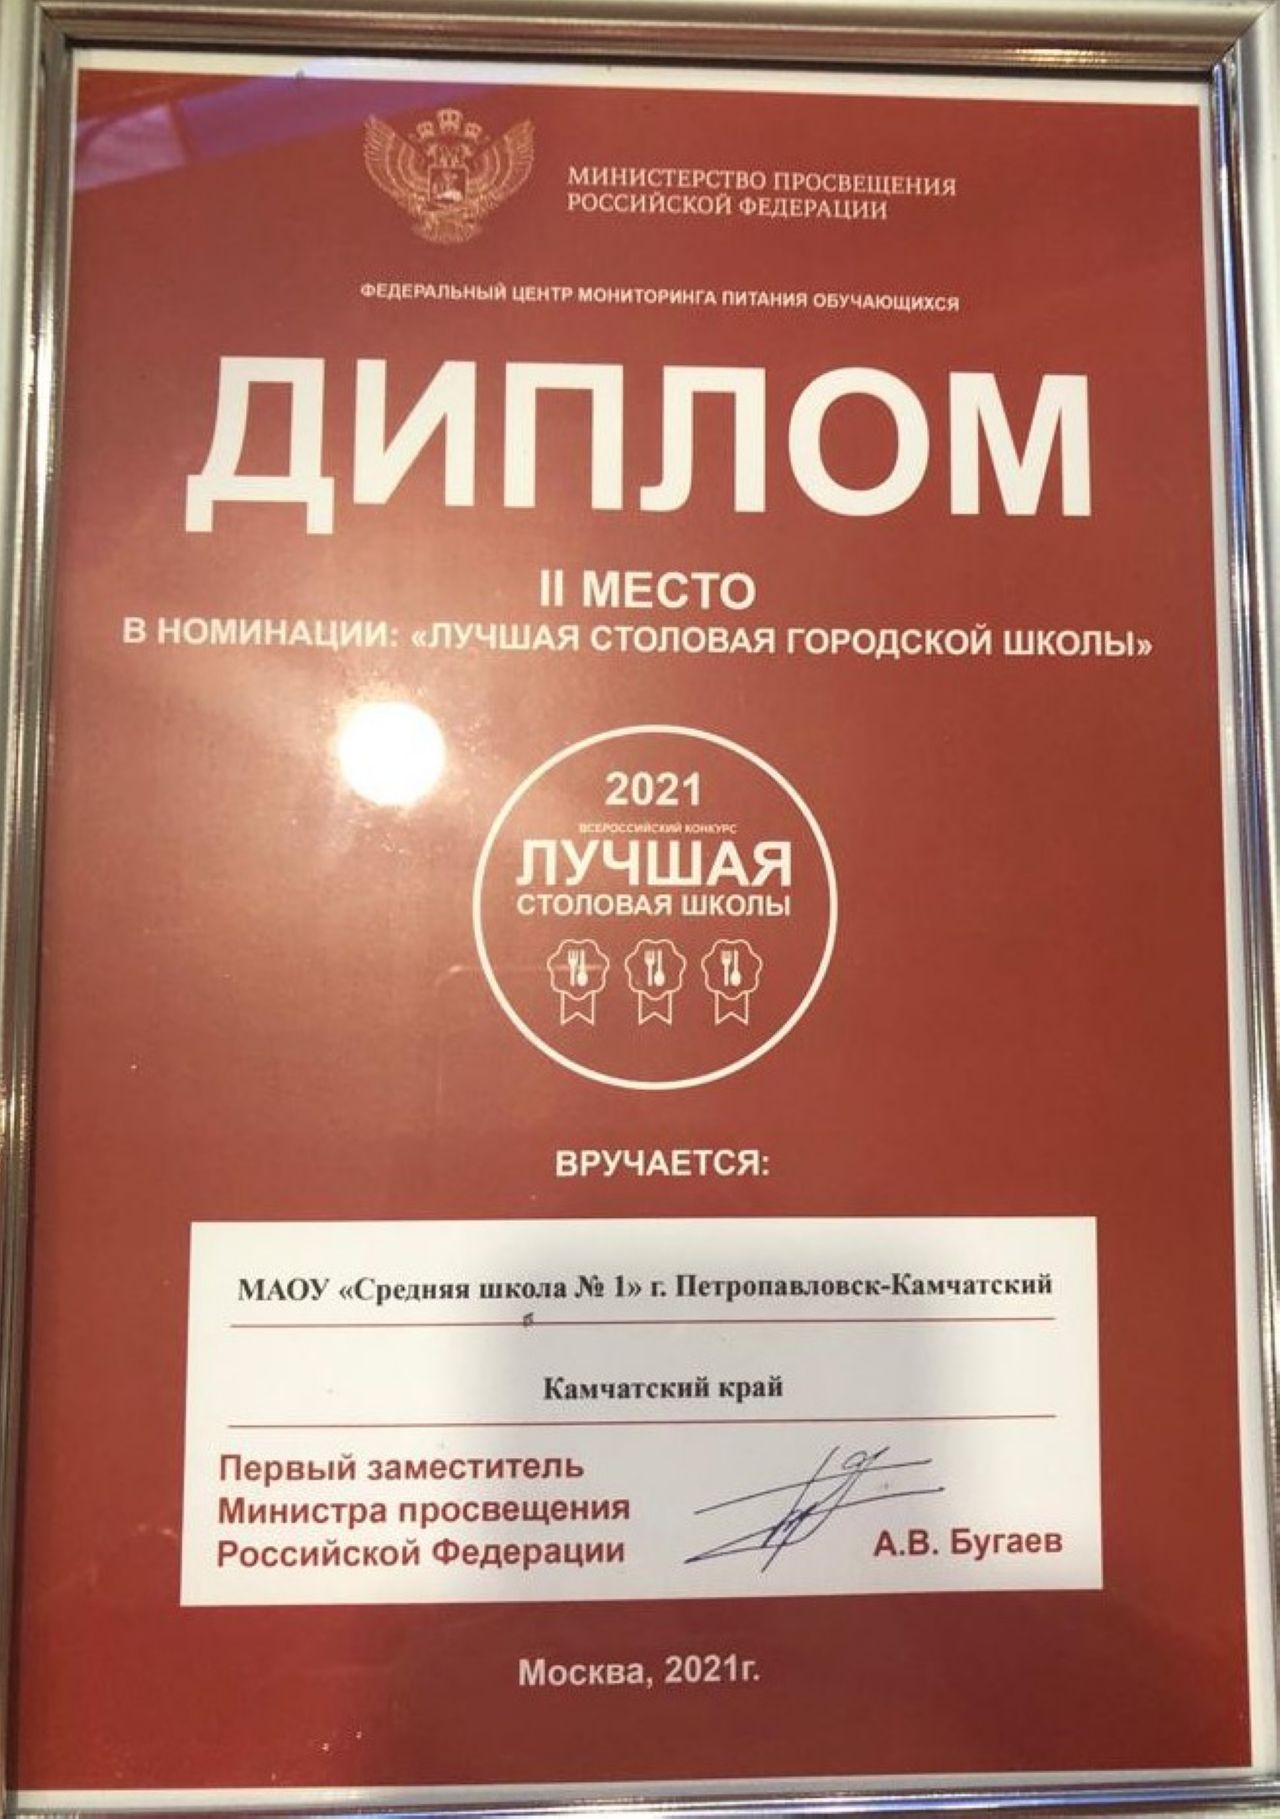 МИНИСТЕРСТВО ПРОСВЕЩЕНИЯ
РОССИЙСКОЙ ФЕДЕРАЦИИ
ФЕДЕРАЛЬНЫЙ ЦЕНТР МОНИТОРИНГА ПИТАНИЯ ОБУЧАЮЩИХСЯ
ДИПЛОМ
II МЕСТО
В НОМИНАЦИИ: «ЛУЧШАЯ СТОЛОВАЯ ГОРОДСКОЙ ШКОЛЫ»
2021
ВСЕРОССИЙСКИЙ КОНКУРС
ЛУЧШАЯ
СТОЛОВАЯ ШКОЛЫ
ВРУЧАЕТСЯ:
МАОУ «Средняя школа № 1» г. Петропавловск-Камчатский
Камчатский край
Первый заместитель
Министра просвещения
Российской Федерации
А.В. Бугаев
Москва, 2021г.